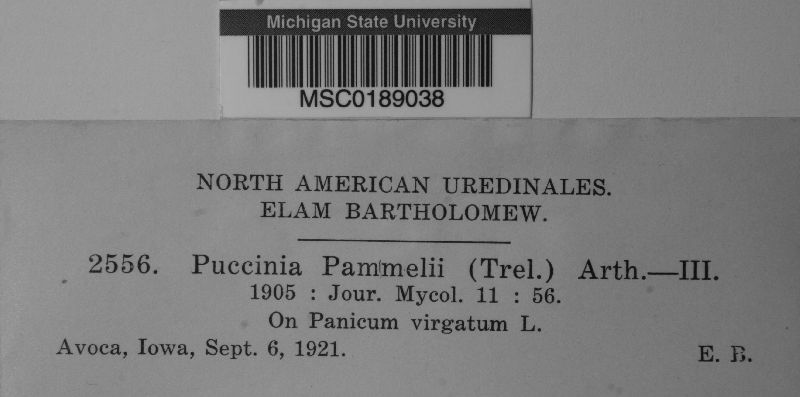 Michigan State University
MSC0189038
NORTH AMERICAN UREDINALES.
ELAM BARTHOLOMEW.
2556. Puccinia Pammelii (Trel.) Arth.—III.
1905 : Jour. Mycol. 11 : 56.
On Panicum virgatum L.
Avoca, Iowa, Sept. 6, 1921. E. B.